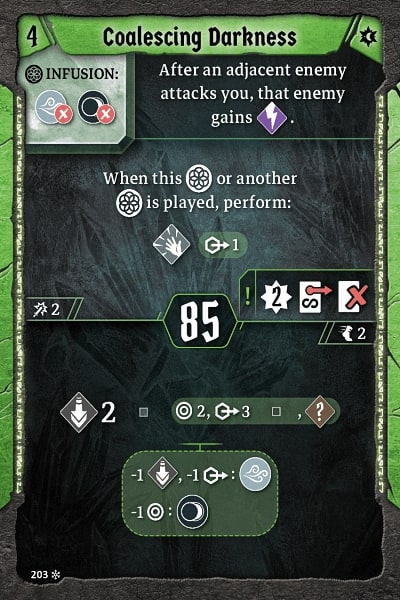 4 Coalescing Darkness
INFUSION:
After an adjacent enemy
attacks you, that enemy
gains .
When this or another
is played, perform:
1
! 2 S
2
85
2
2 2, 3 , ?
-1 , -1 :
-1 :
203